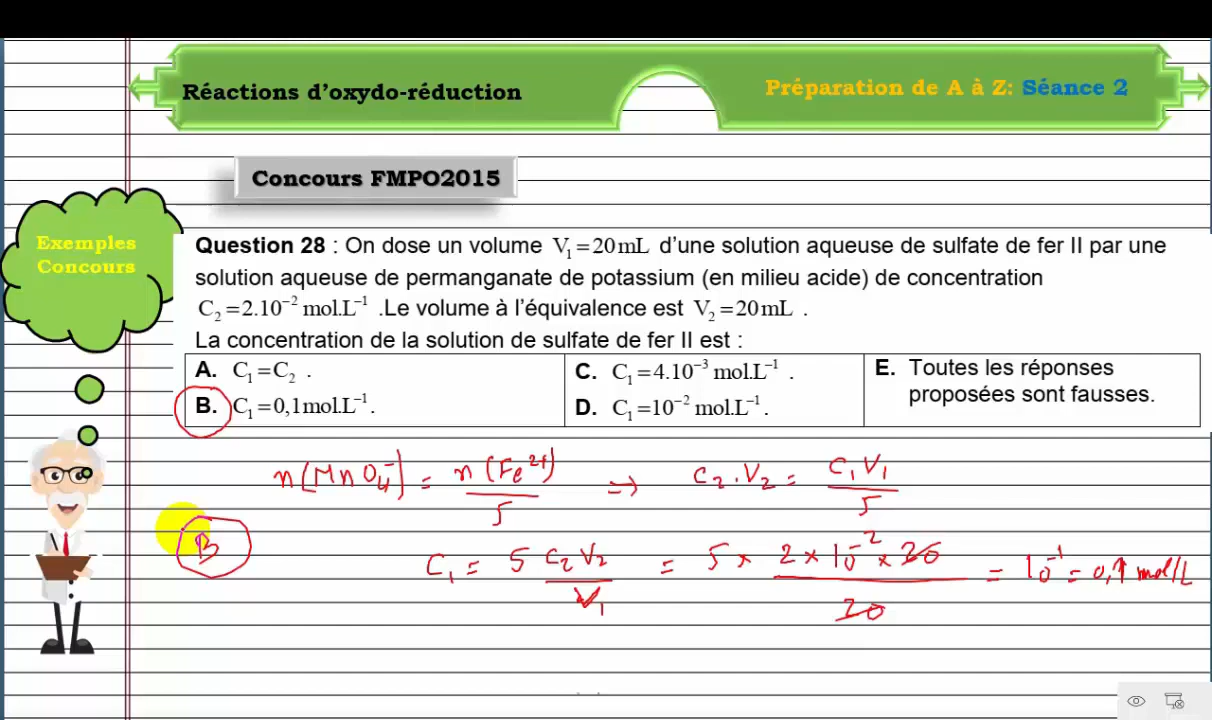 Réactions d'oxydo-réduction
Préparation de A à Z: Séance 2
Concours FMPO2015
Exemples
Concours
Question 28 : On dose un volume V₁ = 20 mL d'une solution aqueuse de sulfate de fer II par une
solution aqueuse de permanganate de potassium (en milieu acide) de concentration
C₂ = 2.10⁻² mol.L⁻¹ .Le volume à l'équivalence est V₂ = 20 mL .
La concentration de la solution de sulfate de fer II est :
A. C₁ = C₂ .
B. C₁ = 0,1mol.L⁻¹.
C. C₁ = 4.10⁻³ mol.L⁻¹ .
D. C₁ = 10⁻² mol.L⁻¹.
E. Toutes les réponses
proposées sont fausses.
n(MnO₄⁻) = n(Fe²⁺)/5 => C₂.V₂ = C₁V₁/5
B
C₁ = 5 C₂V₂/V₁ = 5 × 2 × 10⁻² × 20/20 = 10⁻¹ = 0,1 mol/L